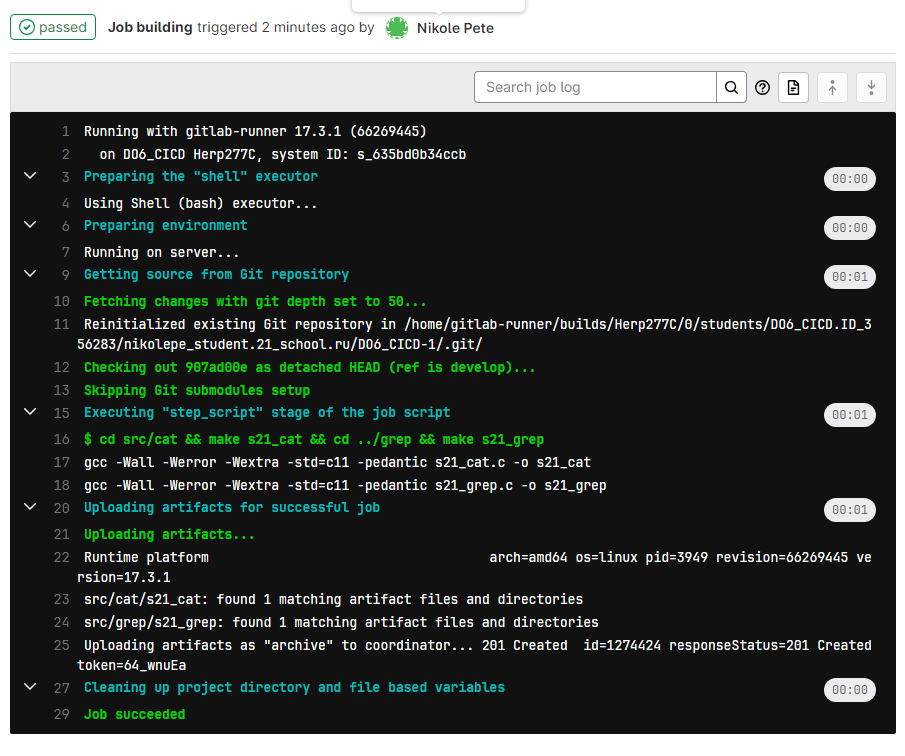 passed Job building triggered 2 minutes ago by Nikole Pete
Search job log
1 Running with gitlab-runner 17.3.1 (66269445)
2 on DO6_CICD Herp277C, system ID: s_635bd0b34ccb
3 Preparing the "shell" executor 00:00
4 Using Shell (bash) executor...
6 Preparing environment 00:00
7 Running on server...
9 Getting source from Git repository 00:01
10 Fetching changes with git depth set to 50...
11 Reinitialized existing Git repository in /home/gitlab-runner/builds/Herp277C/0/students/DO6_CICD.ID_3
56283/nikolepe_student.21_school.ru/DO6_CICD-1/.git/
12 Checking out 907ad00e as detached HEAD (ref is develop)...
13 Skipping Git submodules setup
15 Executing "step_script" stage of the job script 00:01
16 $ cd src/cat && make s21_cat && cd ../grep && make s21_grep
17 gcc -Wall -Werror -Wextra -std=c11 -pedantic s21_cat.c -o s21_cat
18 gcc -Wall -Werror -Wextra -std=c11 -pedantic s21_grep.c -o s21_grep
20 Uploading artifacts for successful job 00:01
21 Uploading artifacts...
22 Runtime platform arch=amd64 os=linux pid=3949 revision=66269445 ve
rsion=17.3.1
23 src/cat/s21_cat: found 1 matching artifact files and directories
24 src/grep/s21_grep: found 1 matching artifact files and directories
25 Uploading artifacts as "archive" to coordinator... 201 Created id=1274424 responseStatus=201 Created
token=64_wnuEa
27 Cleaning up project directory and file based variables 00:00
29 Job succeeded